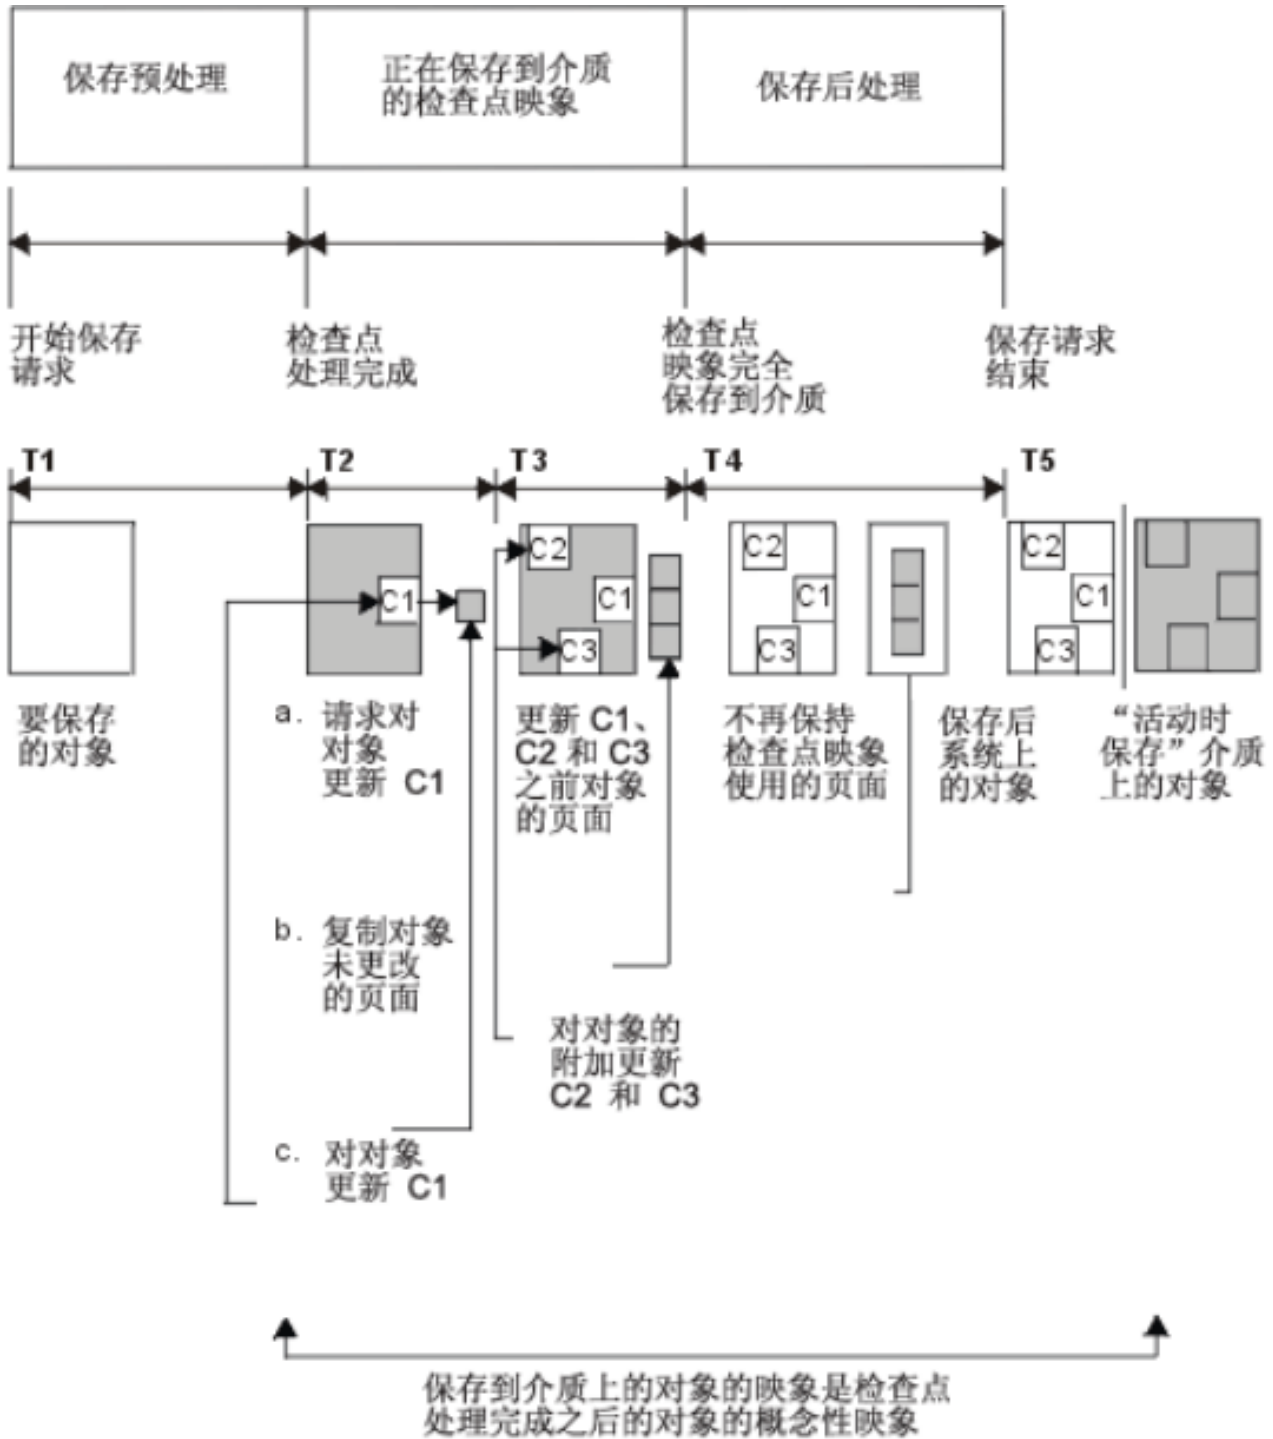 保存预处理
正在保存到介质
的检查点映象
保存后处理
开始保存
请求
检查点
处理完成
检查点
映象完全
保存到介质
保存请求
结束
T1
T2
T3
T4
T5
C1
C2
C1
C3
C2
C1
C3
C2
C1
C3
要保存
的对象
a. 请求对
对象
更新 C1
更新 C1、
C2 和 C3
之前对象
的页面
不再保持
检查点映象
使用的页面
保存后
系统上
的对象
“活动时
保存”介质
上的对象
b. 复制对象
未更改
的页面
对对象的
附加更新
C2 和 C3
c. 对对象
更新 C1
保存到介质上的对象的映象是检查点
处理完成之后的对象的概念性映象